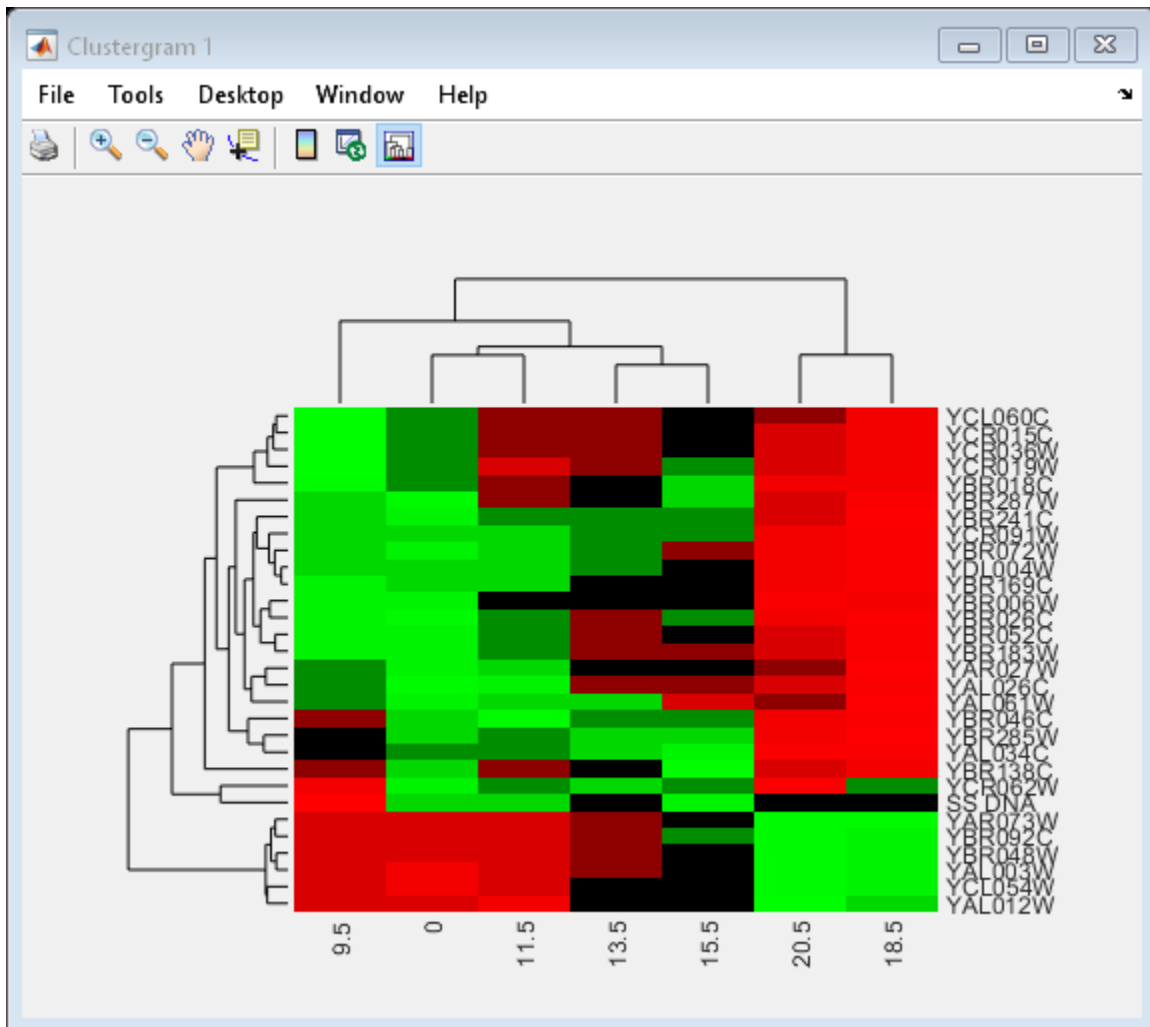 Clustergram 1
File Tools Desktop Window Help
YCL060C
YCR015C
YCR036W
YCR019W
YBR018C
YBR287W
YBR241C
YCR091W
YBR072W
YDL004W
YBR169C
YBR006W
YBR026C
YBR052C
YBR183W
YAR027W
YAL026C
YAL061W
YBR046C
YBR285W
YAL034C
YBR138C
YCR062W
SS DNA
YAR073W
YBR092C
YBR048W
YAL003W
YCL054W
YAL012W
9.5 0 11.5 13.5 15.5 20.5 18.5